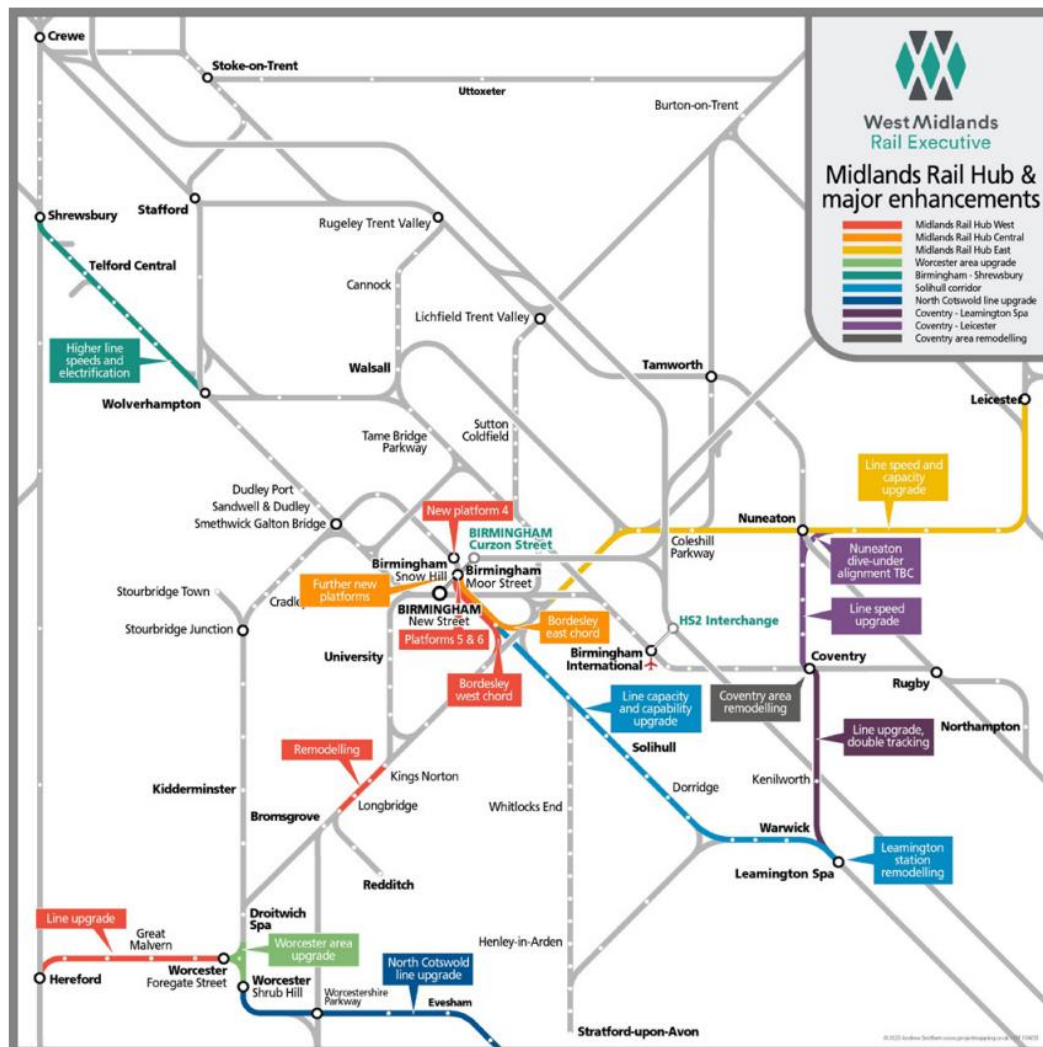 Crewe
Stoke-on-Trent
Uttoxeter
Burton-on-Trent
West Midlands
Rail Executive
Midlands Rail Hub &
major enhancements
Midlands Rail Hub West
Midlands Rail Hub Central
Midlands Rail Hub East
Worcester area upgrade
Birmingham - Shrewsbury
Solihull corridor
North Cotswold line upgrade
Coventry - Leamington Spa
Coventry - Leicester
Coventry area remodelling
Stafford
Shrewsbury
Rugeley Trent Valley
Telford Central
Cannock
Lichfield Trent Valley
Higher line
speeds and
electrification
Walsall
Tamworth
Wolverhampton
Leicester
Sutton
Coldfield
Tame Bridge
Parkway
Line speed and
capacity
upgrade
Dudley Port
Sandwell & Dudley
Smethwick Galton Bridge
New platform 4
Nuneaton
BIRMINGHAM
Curzon Street
Coleshill
Parkway
Nuneaton
dive-under
alignment TBC
Birmingham
Snow Hill
Birmingham
Moor Street
Further new
platforms
Stourbridge Town
Cradle
BIRMINGHAM
New Street
Line speed
upgrade
Stourbridge Junction
Platforms 5 & 6
Bordesley
east chord
HS2 Interchange
University
Birmingham
International
Coventry
Bordesley
west chord
Rugby
Coventry area
remodelling
Line capacity
and capability
upgrade
Northampton
Line upgrade,
double tracking
Remodelling
Solihull
Kings Norton
Kenilworth
Kidderminster
Longbridge
Dorridge
Whitlocks End
Bromsgrove
Warwick
Leamington
station
remodelling
Leamington Spa
Redditch
Droitwich
Spa
Line upgrade
Great
Malvern
Worcester area
upgrade
Henley-in-Arden
Hereford
Worcester
Foregate Street
North Cotswold
line upgrade
Worcester
Shrub Hill
Worcestershire
Parkway
Evesham
Stratford-upon-Avon